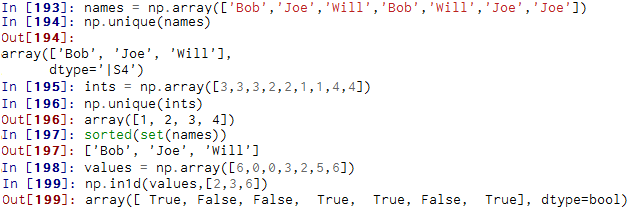 In [193]: names = np.array(['Bob','Joe','Will','Bob','Will','Joe','Joe'])
In [194]: np.unique(names)
Out[194]:
array(['Bob', 'Joe', 'Will'],
      dtype='|S4')
In [195]: ints = np.array([3,3,3,2,2,1,1,4,4])
In [196]: np.unique(ints)
Out[196]: array([1, 2, 3, 4])
In [197]: sorted(set(names))
Out[197]: ['Bob', 'Joe', 'Will']
In [198]: values = np.array([6,0,0,3,2,5,6])
In [199]: np.in1d(values,[2,3,6])
Out[199]: array([ True, False, False,  True,  True, False,  True], dtype=bool)